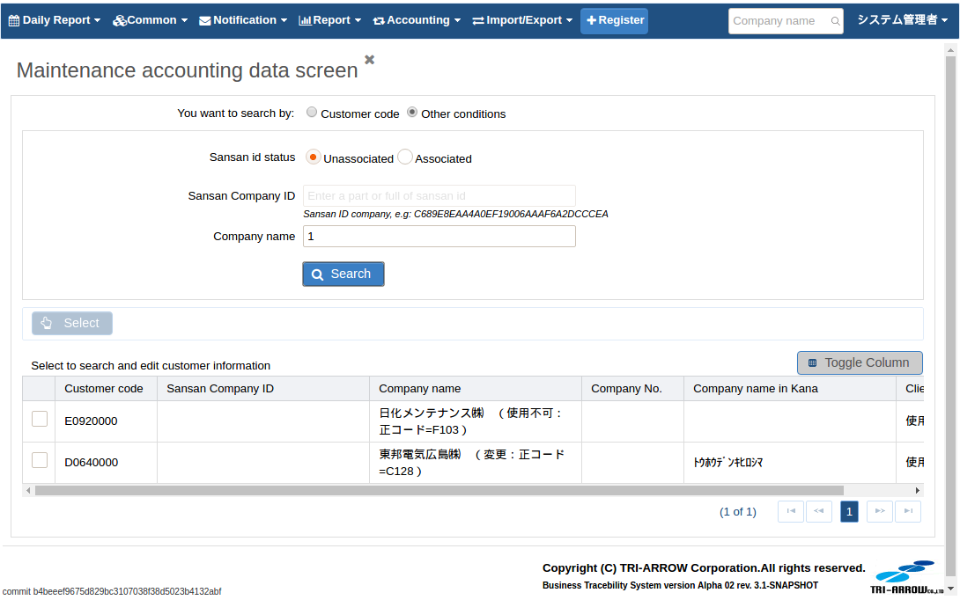 Daily Report Common Notification Report Accounting Import/Export Register Company name システム管理者
Maintenance accounting data screen
You want to search by: Customer code Other conditions
Sansan id status Unassociated Associated
Sansan Company ID Enter a part or full of sansan id
Sansan ID company, e.g: C689E8EAA4A0EF19006AAAF6A2DCCCEA
Company name 1
Search
Select
Select to search and edit customer information Toggle Column
Customer code Sansan Company ID Company name Company No. Company name in Kana Clie
E0920000 日化メンテナンス㈱ (使用不可:
正コード=F103) 使用
D0640000 東邦電気広島㈱ (変更:正コード
=C128) ﾄｳﾎｳﾃﾞﾝｷﾋﾛｼﾏ 使用
(1 of 1) 1
Copyright (C) TRI-ARROW Corporation.All rights reserved.
Business Tracebility System version Alpha 02 rev. 3.1-SNAPSHOT
TRI-ARROW CO.,LTD
commit b4beeef9675d829bc3107038f38d5023b4132abf